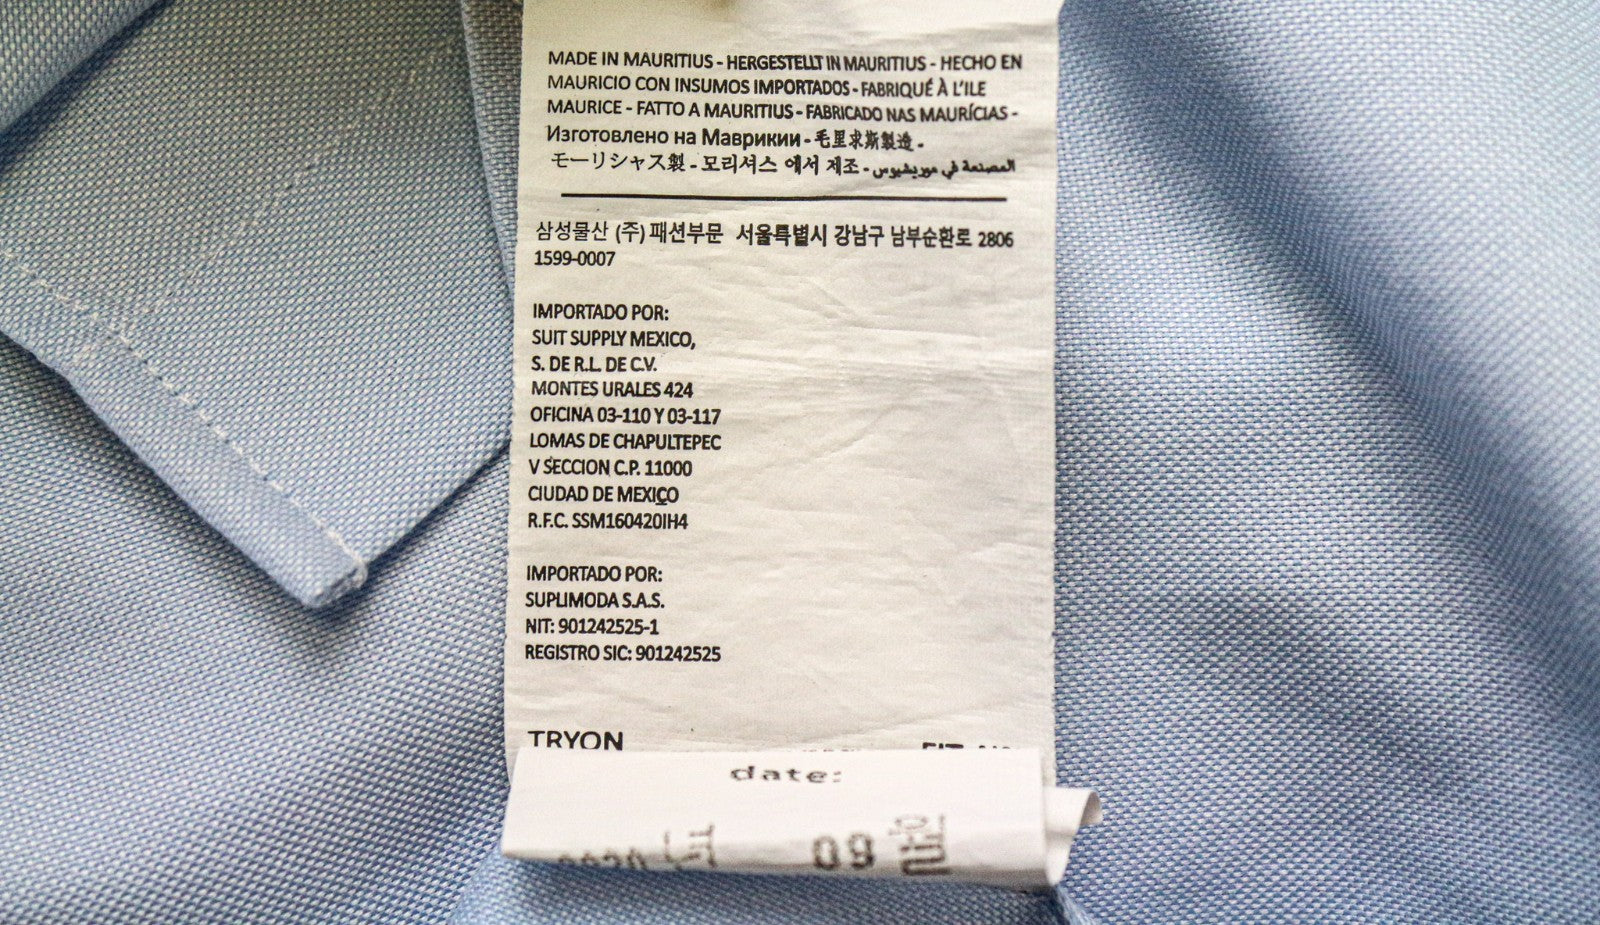 MADE IN MAURITIUS - HERGESTELLT IN MAURITIUS - HECHO EN
MAURICIO CON INSUMOS IMPORTADOS - FABRIQUÉ À L'ILE
MAURICE - FATTO A MAURITIUS - FABRICADO NAS MAURÍCIAS -
Изготовлено на Маврикии - 毛里求斯製造 -
モーリシャス製 - 모리셔스 에서 제조 - المصنعة في موريشيوس
삼성물산 (주) 패션부문 서울특별시 강남구 남부순환로 2806
1599-0007
IMPORTADO POR:
SUIT SUPPLY MEXICO,
S. DE R.L. DE C.V.
MONTES URALES 424
OFICINA 03-110 Y 03-117
LOMAS DE CHAPULTEPEC
V SECCION C.P. 11000
CIUDAD DE MEXICO
R.F.C. SSM160420IH4
IMPORTADO POR:
SUPLIMODA S.A.S.
NIT: 901242525-1
REGISTRO SIC: 901242525
TRYON
date: